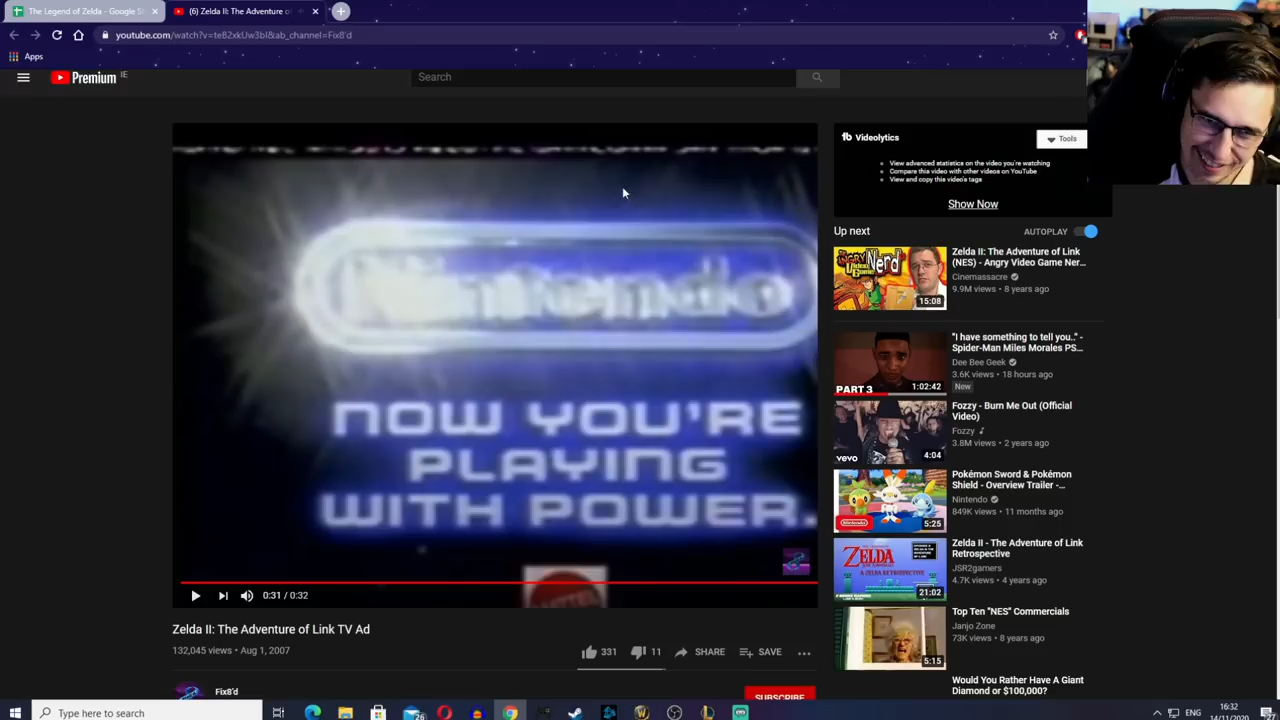 The Legend of Zelda - Google S
(6) Zelda II: The Adventure o
youtube.com/watch?v=teB2xkUw3bI&ab_channel=Fix8'd
Apps
Premium IE
Search
NOW YOU'RE
PLAYING
WITH POWER.
0:31 / 0:32
Zelda II: The Adventure of Link TV Ad
132,045 views • Aug 1, 2007
331
11
SHARE
SAVE
Fix8'd
SUBSCRIBE
Videolytics
Tools
View advanced statistics on the video you're watching
Compare this video with other videos on YouTube
View and copy this video's tags
Show Now
Up next
AUTOPLAY
ANGRY
Nerd
15:08
Zelda II: The Adventure of Link
(NES) - Angry Video Game Ner...
Cinemassacre
9.9M views • 8 years ago
PART 3
1:02:42
"I have something to tell you.." -
Spider-Man Miles Morales PS...
Dee Bee Geek
3.6K views • 18 hours ago
New
vevo
4:04
Fozzy - Burn Me Out (Official
Video)
Fozzy
3.8M views • 2 years ago
Nintendo
5:25
Pokémon Sword & Pokémon
Shield - Overview Trailer -...
Nintendo
849K views • 11 months ago
ZELDA
A ZELDA RETROSPECTIVE
21:02
Zelda II - The Adventure of Link
Retrospective
JSR2gamers
4.7K views • 4 years ago
5:15
Top Ten "NES" Commercials
Janjo Zone
73K views • 8 years ago
Would You Rather Have A Giant
Diamond or $100,000?
Type here to search
26
ENG
16:32
14/11/2020